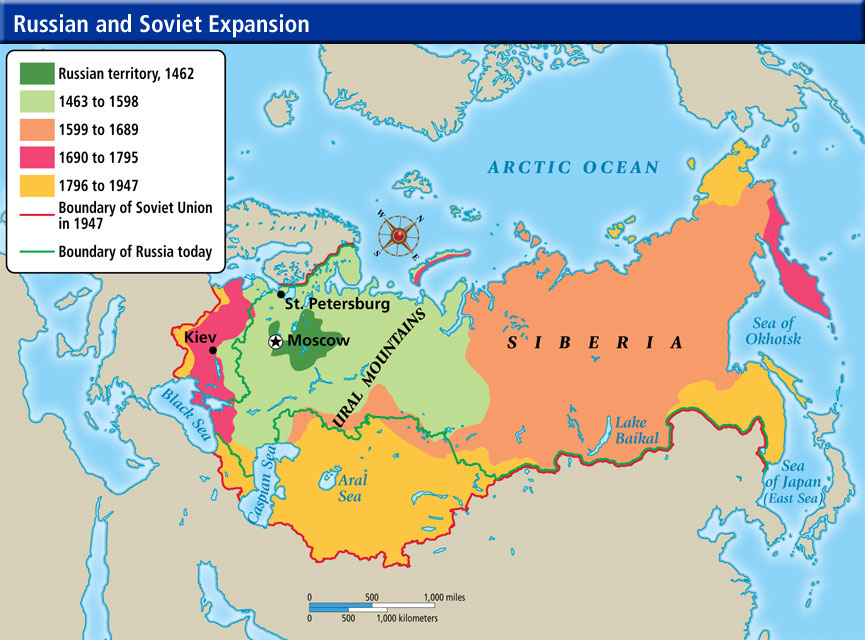 Russian and Soviet Expansion
Russian territory, 1462
1463 to 1598
1599 to 1689
1690 to 1795
1796 to 1947
Boundary of Soviet Union
in 1947
Boundary of Russia today
ARCTIC OCEAN
W
N
S
E
St. Petersburg
Kiev
Moscow
URAL MOUNTAINS
SIBERIA
Sea of
Okhotsk
Black Sea
Caspian Sea
Aral
Sea
Lake
Baikal
Sea
of Japan
(East Sea)
0 500 1,000 miles
0 500 1,000 kilometers